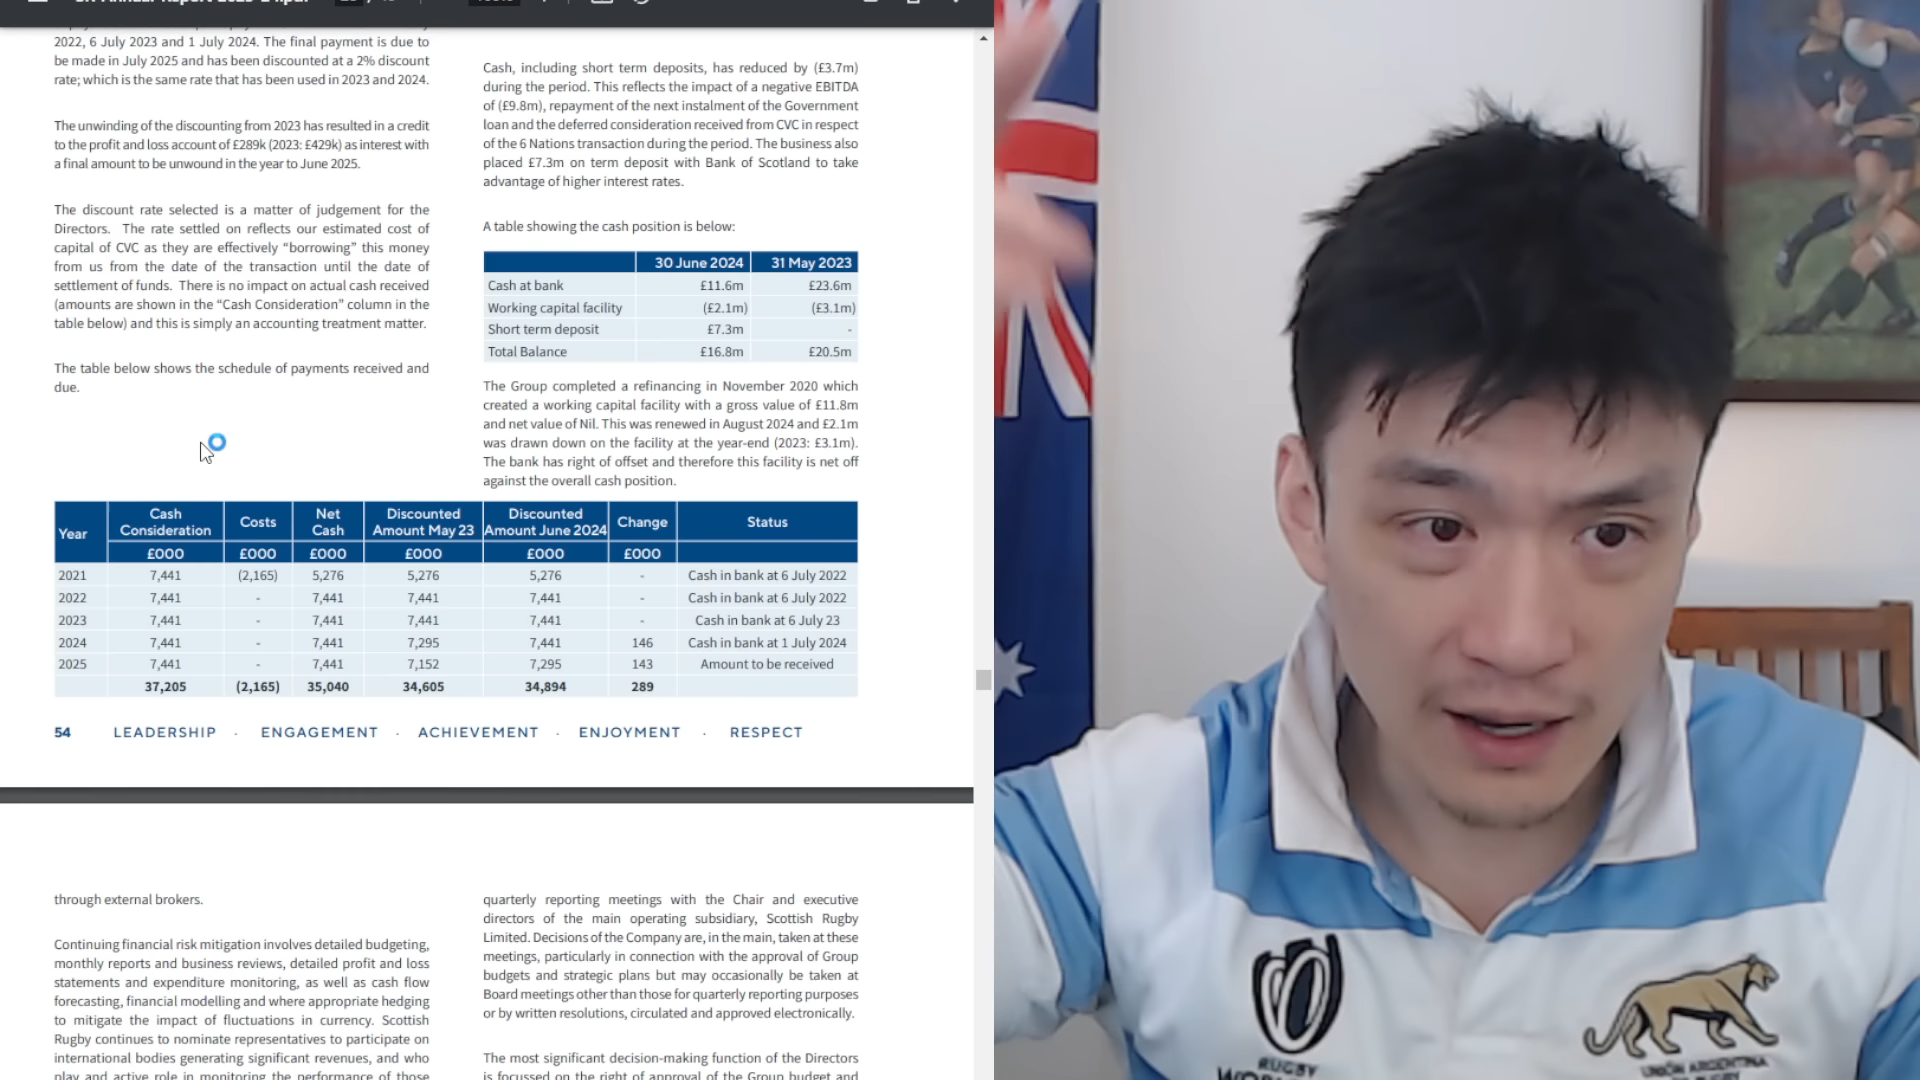 2022, 6 July 2023 and 1 July 2024. The final payment is due to
be made in July 2025 and has been discounted at a 2% discount
rate; which is the same rate that has been used in 2023 and 2024.
The unwinding of the discounting from 2023 has resulted in a credit
to the profit and loss account of £289k (2023: £429k) as interest with
a final amount to be unwound in the year to June 2025.
The discount rate selected is a matter of judgement for the
Directors. The rate settled on reflects our estimated cost of
capital of CVC as they are effectively “borrowing” this money
from us from the date of the transaction until the date of
settlement of funds. There is no impact on actual cash received
(amounts are shown in the “Cash Consideration” column in the
table below) and this is simply an accounting treatment matter.
The table below shows the schedule of payments received and
due.
Cash, including short term deposits, has reduced by (£3.7m)
during the period. This reflects the impact of a negative EBITDA
of (£9.8m), repayment of the next instalment of the Government
loan and the deferred consideration received from CVC in respect
of the 6 Nations transaction during the period. The business also
placed £7.3m on term deposit with Bank of Scotland to take
advantage of higher interest rates.
A table showing the cash position is below:
30 June 2024 31 May 2023
Cash at bank £11.6m £23.6m
Working capital facility (£2.1m) (£3.1m)
Short term deposit £7.3m -
Total Balance £16.8m £20.5m
The Group completed a refinancing in November 2020 which
created a working capital facility with a gross value of £11.8m
and net value of Nil. This was renewed in August 2024 and £2.1m
was drawn down on the facility at the year-end (2023: £3.1m).
The bank has right of offset and therefore this facility is net off
against the overall cash position.
Year Cash Consideration Costs Net Cash Discounted Amount May 23 Discounted Amount June 2024 Change Status
£000 £000 £000 £000 £000 £000
2021 7,441 (2,165) 5,276 5,276 5,276 - Cash in bank at 6 July 2022
2022 7,441 - 7,441 7,441 7,441 - Cash in bank at 6 July 2022
2023 7,441 - 7,441 7,441 7,441 - Cash in bank at 6 July 23
2024 7,441 - 7,441 7,295 7,441 146 Cash in bank at 1 July 2024
2025 7,441 - 7,441 7,152 7,295 143 Amount to be received
37,205 (2,165) 35,040 34,605 34,894 289
54 LEADERSHIP · ENGAGEMENT · ACHIEVEMENT · ENJOYMENT · RESPECT
through external brokers.
Continuing financial risk mitigation involves detailed budgeting,
monthly reports and business reviews, detailed profit and loss
statements and expenditure monitoring, as well as cash flow
forecasting, financial modelling and where appropriate hedging
to mitigate the impact of fluctuations in currency. Scottish
Rugby continues to nominate representatives to participate on
international bodies generating significant revenues, and who
play and active role in monitoring the performance of those
quarterly reporting meetings with the Chair and executive
directors of the main operating subsidiary, Scottish Rugby
Limited. Decisions of the Company are, in the main, taken at these
meetings, particularly in connection with the approval of Group
budgets and strategic plans but may occasionally be taken at
Board meetings other than those for quarterly reporting purposes
or by written resolutions, circulated and approved electronically.
The most significant decision-making function of the Directors
is focussed on the right of approval of the Group budget and
RUGBY
UNIÓN ARGENTINA